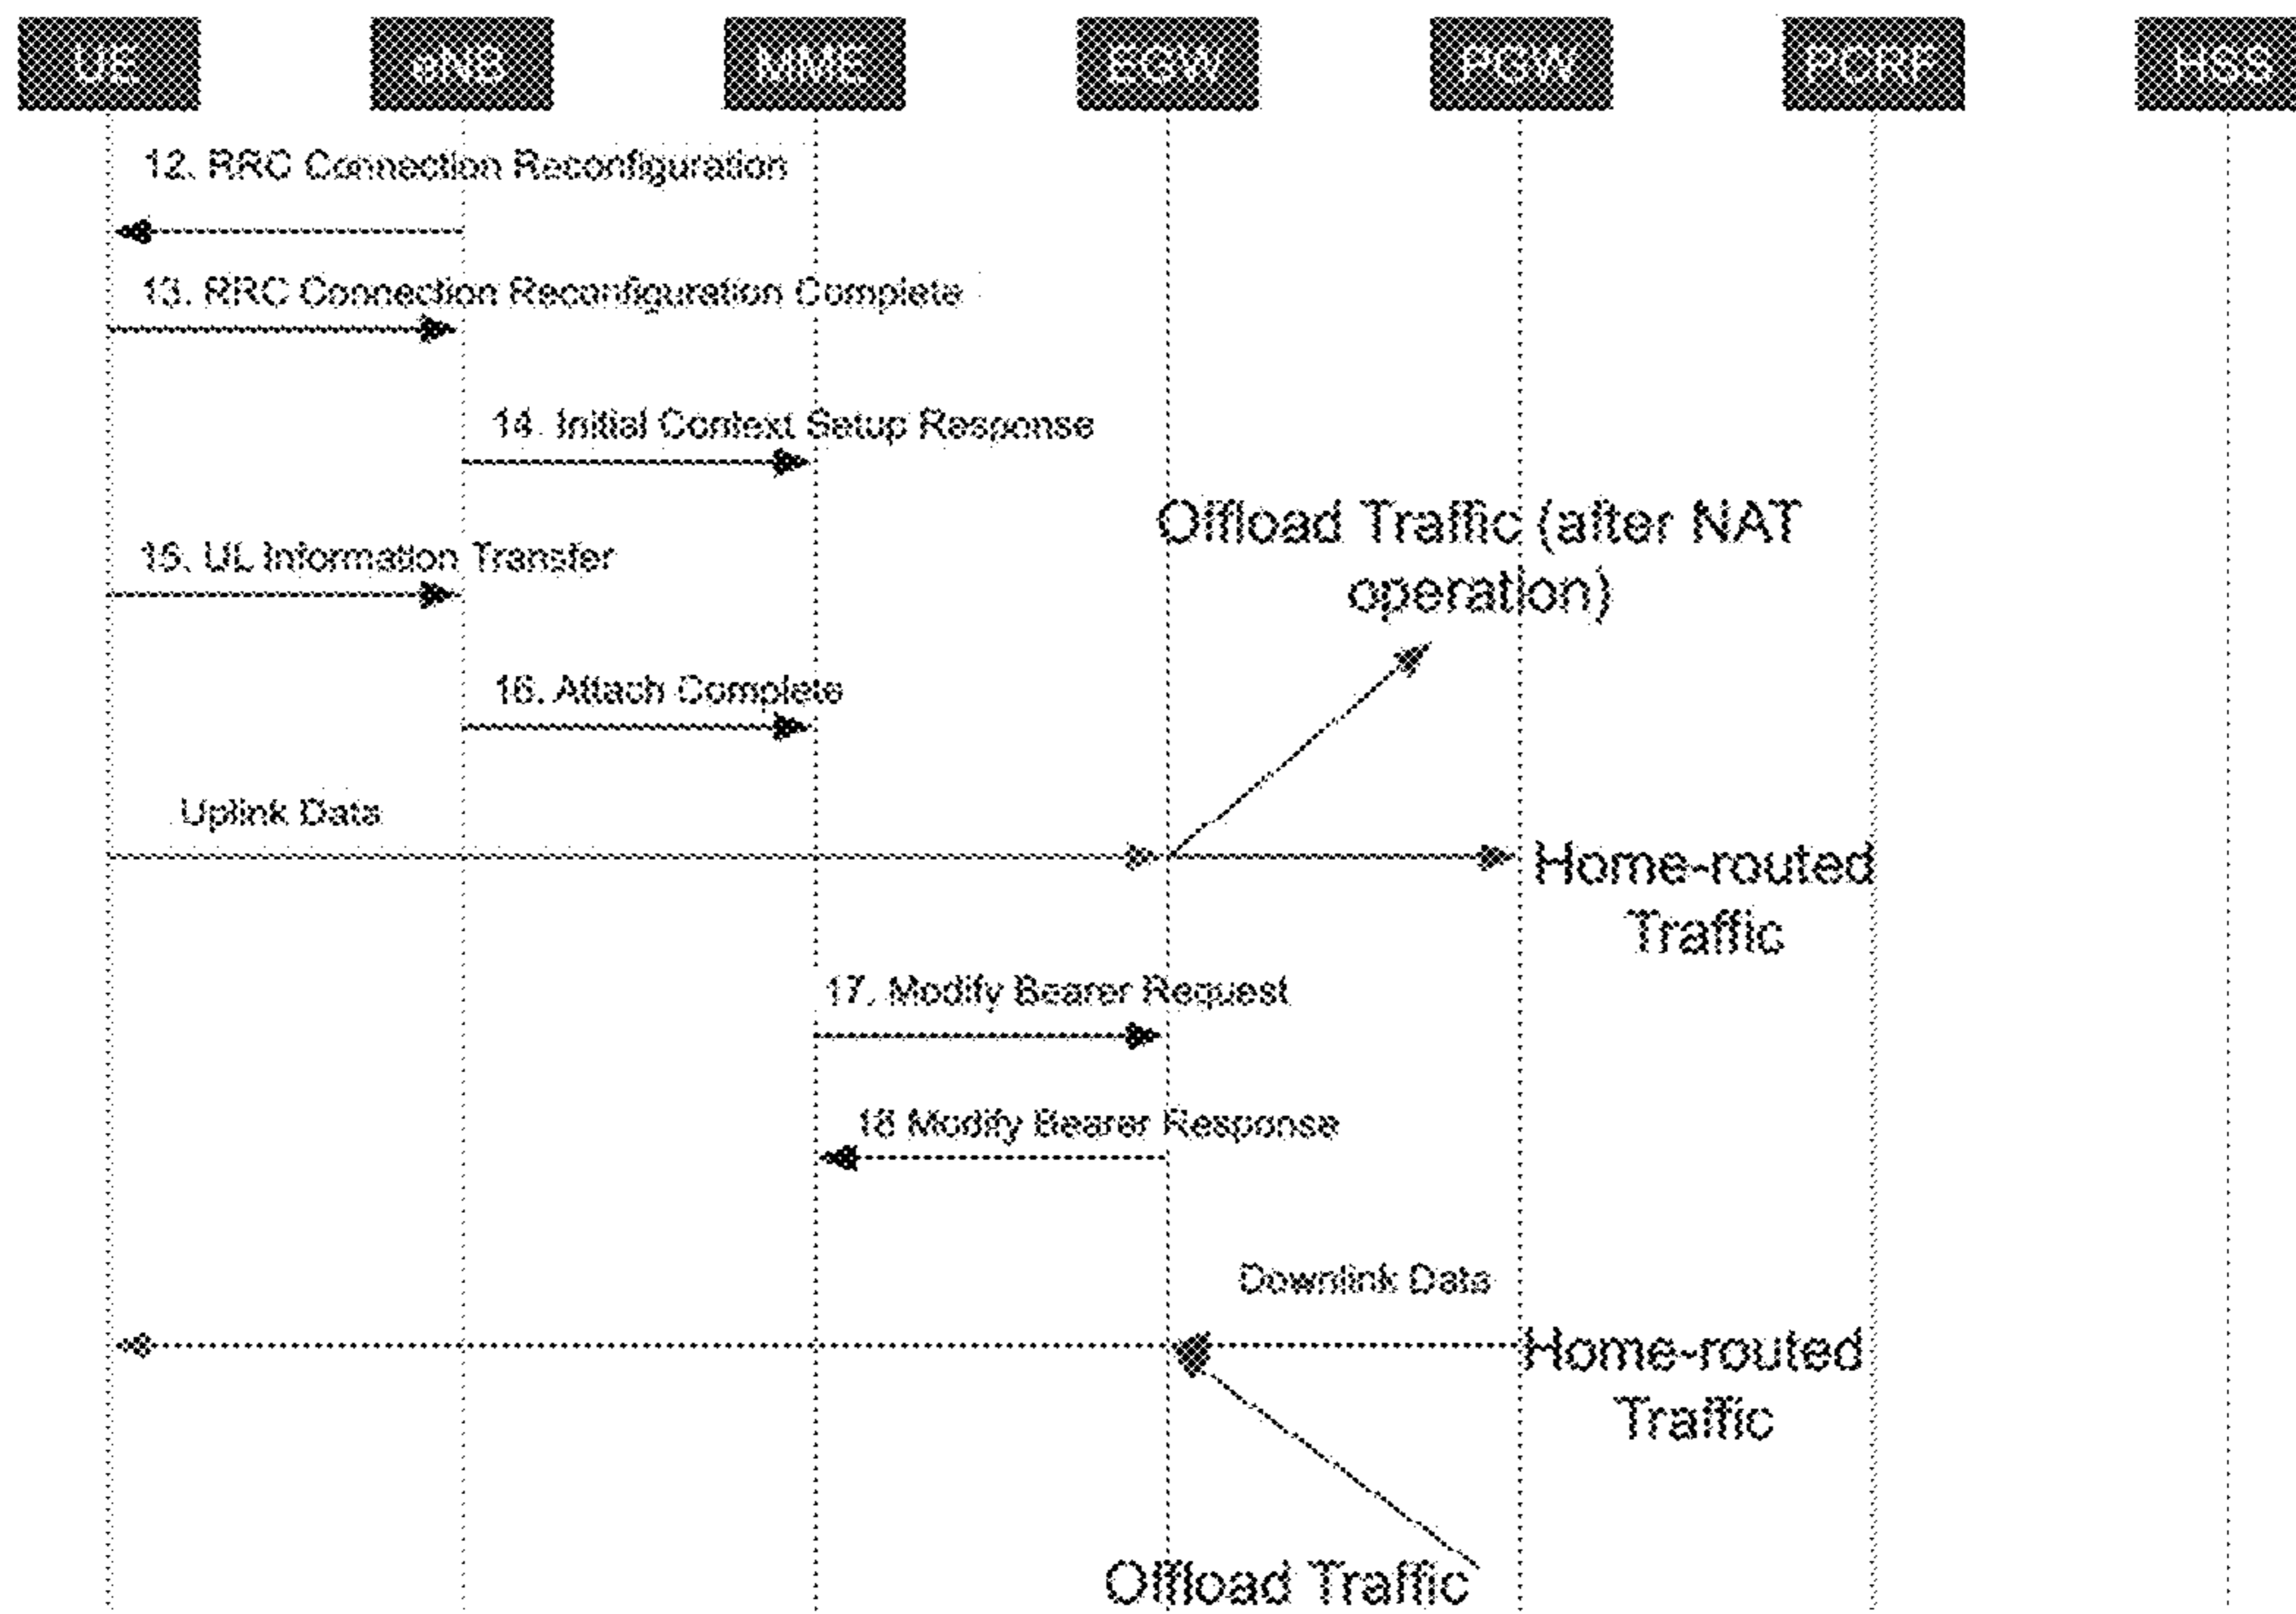 UE eNB MME EGW PGW PCRF HSS
12. RRC Connection Reconfiguration
13. RRC Connection Reconfiguration Complete
14. Initial Context Setup Response
Offload Traffic (after NAT
operation)
15. UL Information Transfer
16. Attach Complete
Uplink Data
Home-routed
Traffic
17. Modify Bearer Request
18 Modify Bearer Response
Downlink Data
Home-routed
Traffic
Offload Traffic